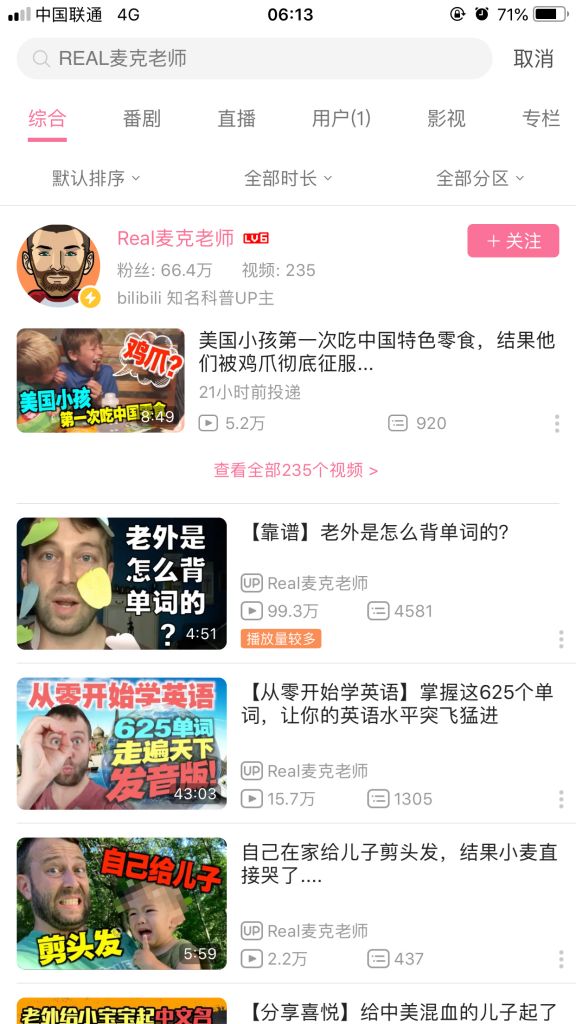 中国联通 4G 06:13 71%
REAL麦克老师 取消
综合 番剧 直播 用户(1) 影视 专栏
默认排序 全部时长 全部分区
Real麦克老师 LV6 + 关注
粉丝: 66.4万 视频: 235
bilibili 知名科普UP主
鸡爪?
美国小孩
第一次吃中国零食
8:49
美国小孩第一次吃中国特色零食，结果他
们被鸡爪彻底征服...
21小时前投递
5.2万 920
查看全部235个视频 >
老外是
怎么背
单词的
?
4:51
【靠谱】老外是怎么背单词的?
UP Real麦克老师
99.3万 4581
播放量较多
从零开始学英语
625单词
走遍天下
发音版!
43:03
【从零开始学英语】掌握这625个单
词，让你的英语水平突飞猛进
UP Real麦克老师
15.7万 1305
自己给儿子
剪头发
5:59
自己在家给儿子剪头发，结果小麦直
接哭了....
UP Real麦克老师
2.2万 437
老外给小宝宝起中文名
【分享喜悦】给中美混血的儿子起了